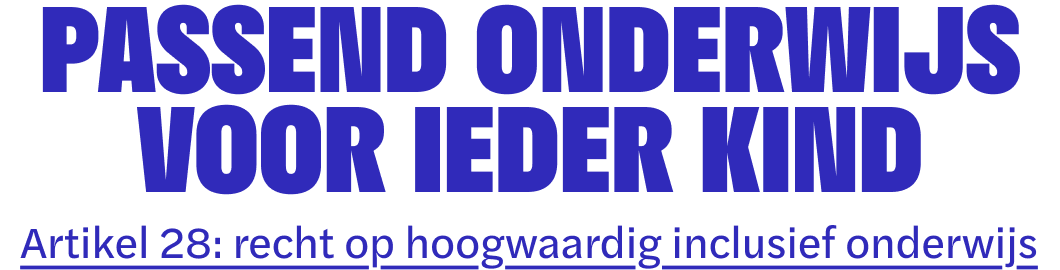 PASSEND ONDERWIJS
VOOR IEDER KIND
Artikel 28: recht op hoogwaardig inclusief onderwijs